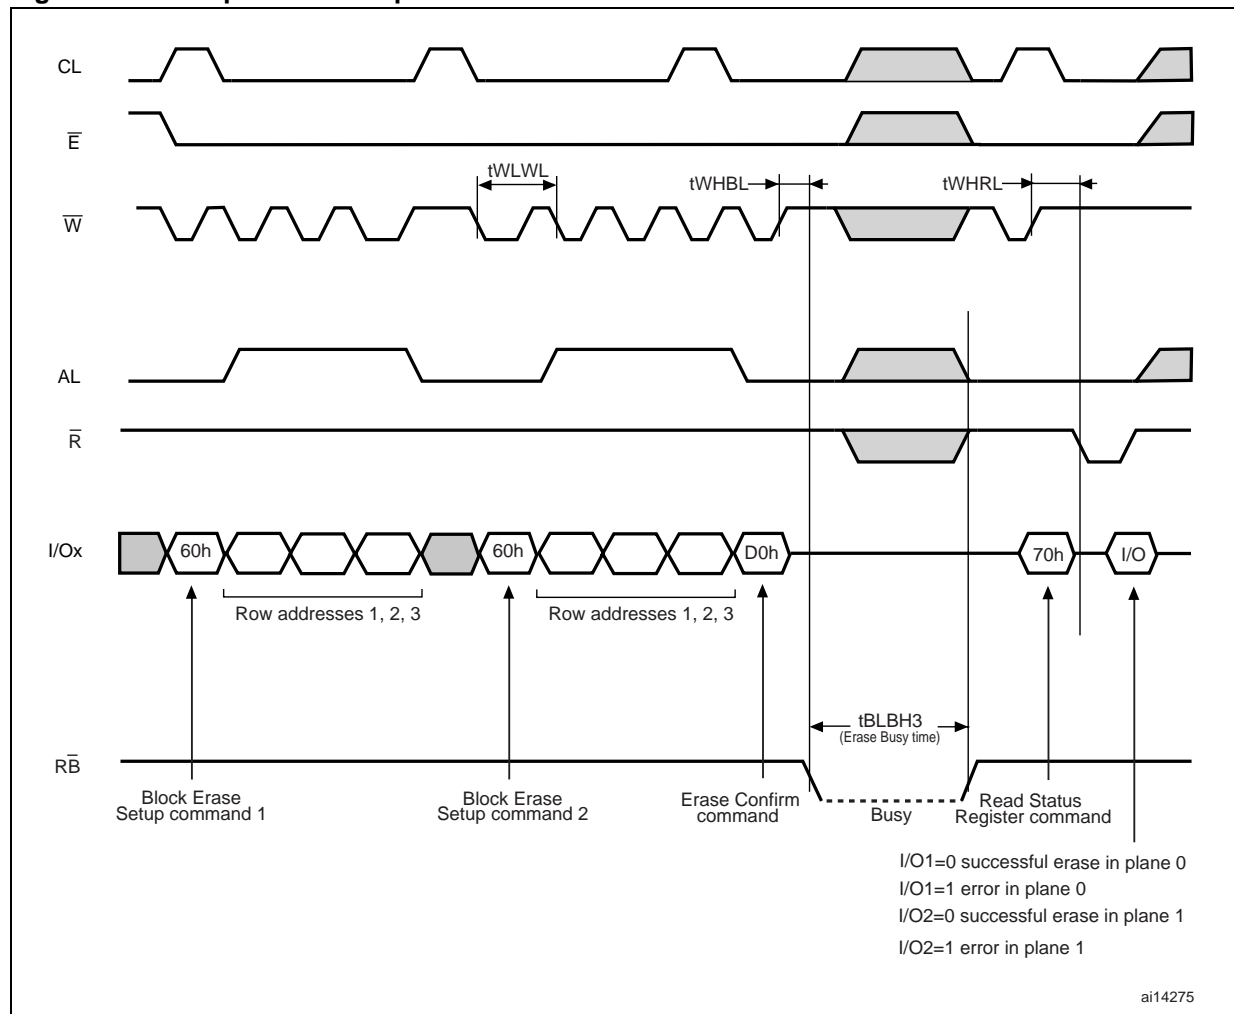 CL
E
tWLWL
tWHBL
tWHRL
W
AL
R
I/Ox
60h
60h
D0h
70h
I/O
Row addresses 1, 2, 3
Row addresses 1, 2, 3
tBLBH3
(Erase Busy time)
RB
Block Erase
Setup command 1
Block Erase
Setup command 2
Erase Confirm
command
Busy
Read Status
Register command
I/O1=0 successful erase in plane 0
I/O1=1 error in plane 0
I/O2=0 successful erase in plane 1
I/O2=1 error in plane 1
ai14275